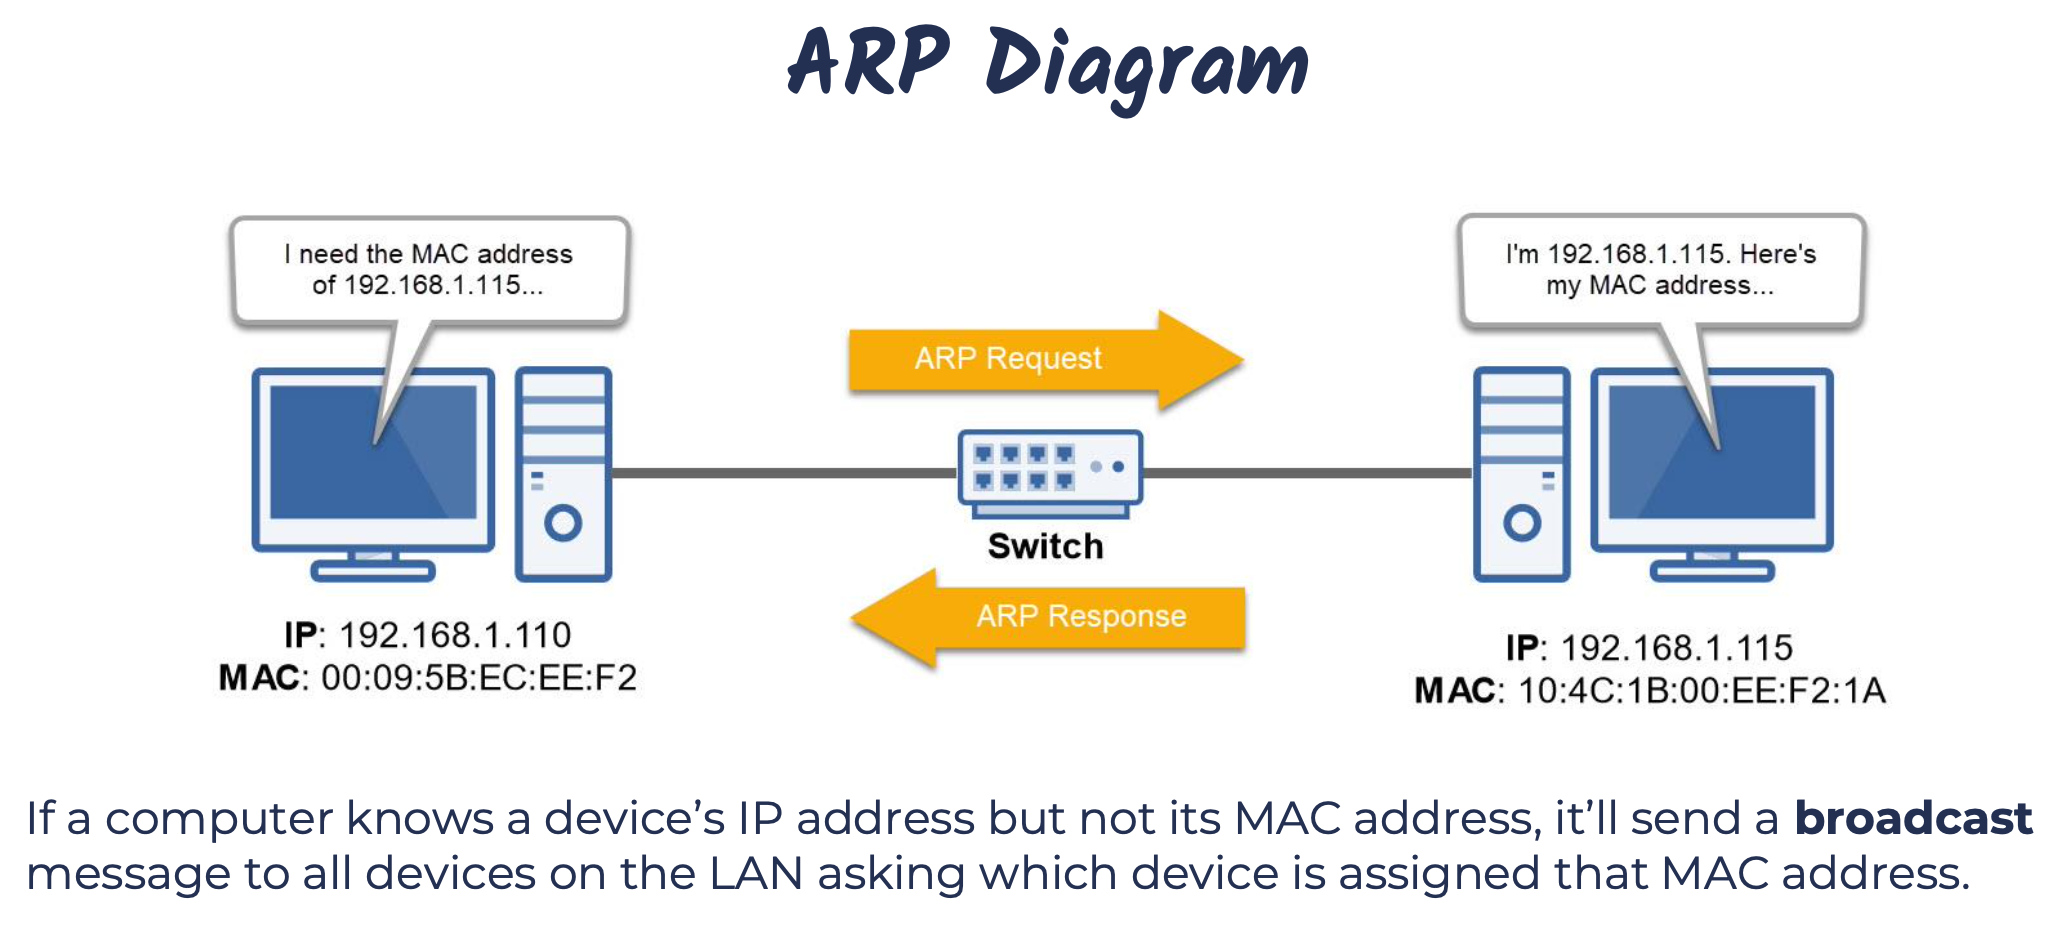 ARP Diagram
I need the MAC address
of 192.168.1.115...
I'm 192.168.1.115. Here's
my MAC address...
ARP Request
Switch
ARP Response
IP: 192.168.1.110
MAC: 00:09:5B:EC:EE:F2
IP: 192.168.1.115
MAC: 10:4C:1B:00:EE:F2:1A
If a computer knows a device’s IP address but not its MAC address, it’ll send a broadcast
message to all devices on the LAN asking which device is assigned that MAC address.